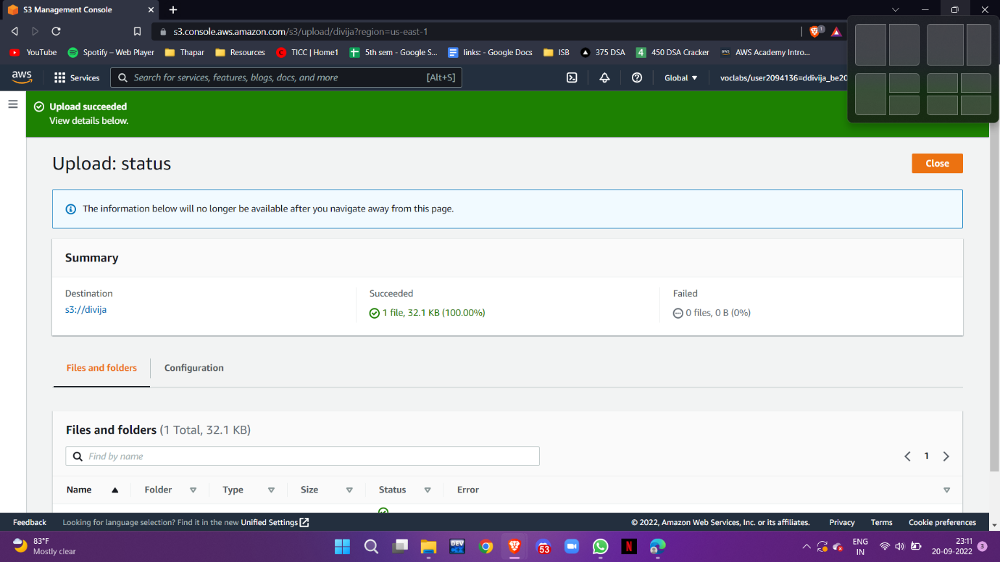 S3 Management Console
s3.console.aws.amazon.com/s3/upload/divija?region=us-east-1
1
YouTube
Spotify – Web Player
Thapar
Resources
TICC | Home1
5th sem - Google S...
links: - Google Docs
ISB
375 DSA
4
450 DSA Cracker
aws
AWS Academy Intro...
aws
Services
Search for services, features, blogs, docs, and more
[Alt+S]
Global
voclabs/user2094136=ddivija_be20
Upload succeeded
View details below.
Upload: status
Close
The information below will no longer be available after you navigate away from this page.
Summary
Destination
s3://divija
Succeeded
1 file, 32.1 KB (100.00%)
Failed
0 files, 0 B (0%)
Files and folders
Configuration
Files and folders (1 Total, 32.1 KB)
Find by name
1
Name
Folder
Type
Size
Status
Error
Feedback
Looking for language selection? Find it in the new Unified Settings
© 2022, Amazon Web Services, Inc. or its affiliates.
Privacy
Terms
Cookie preferences
83°F
Mostly clear
DEV
53
N
ENG
IN
23:11
20-09-2022
3